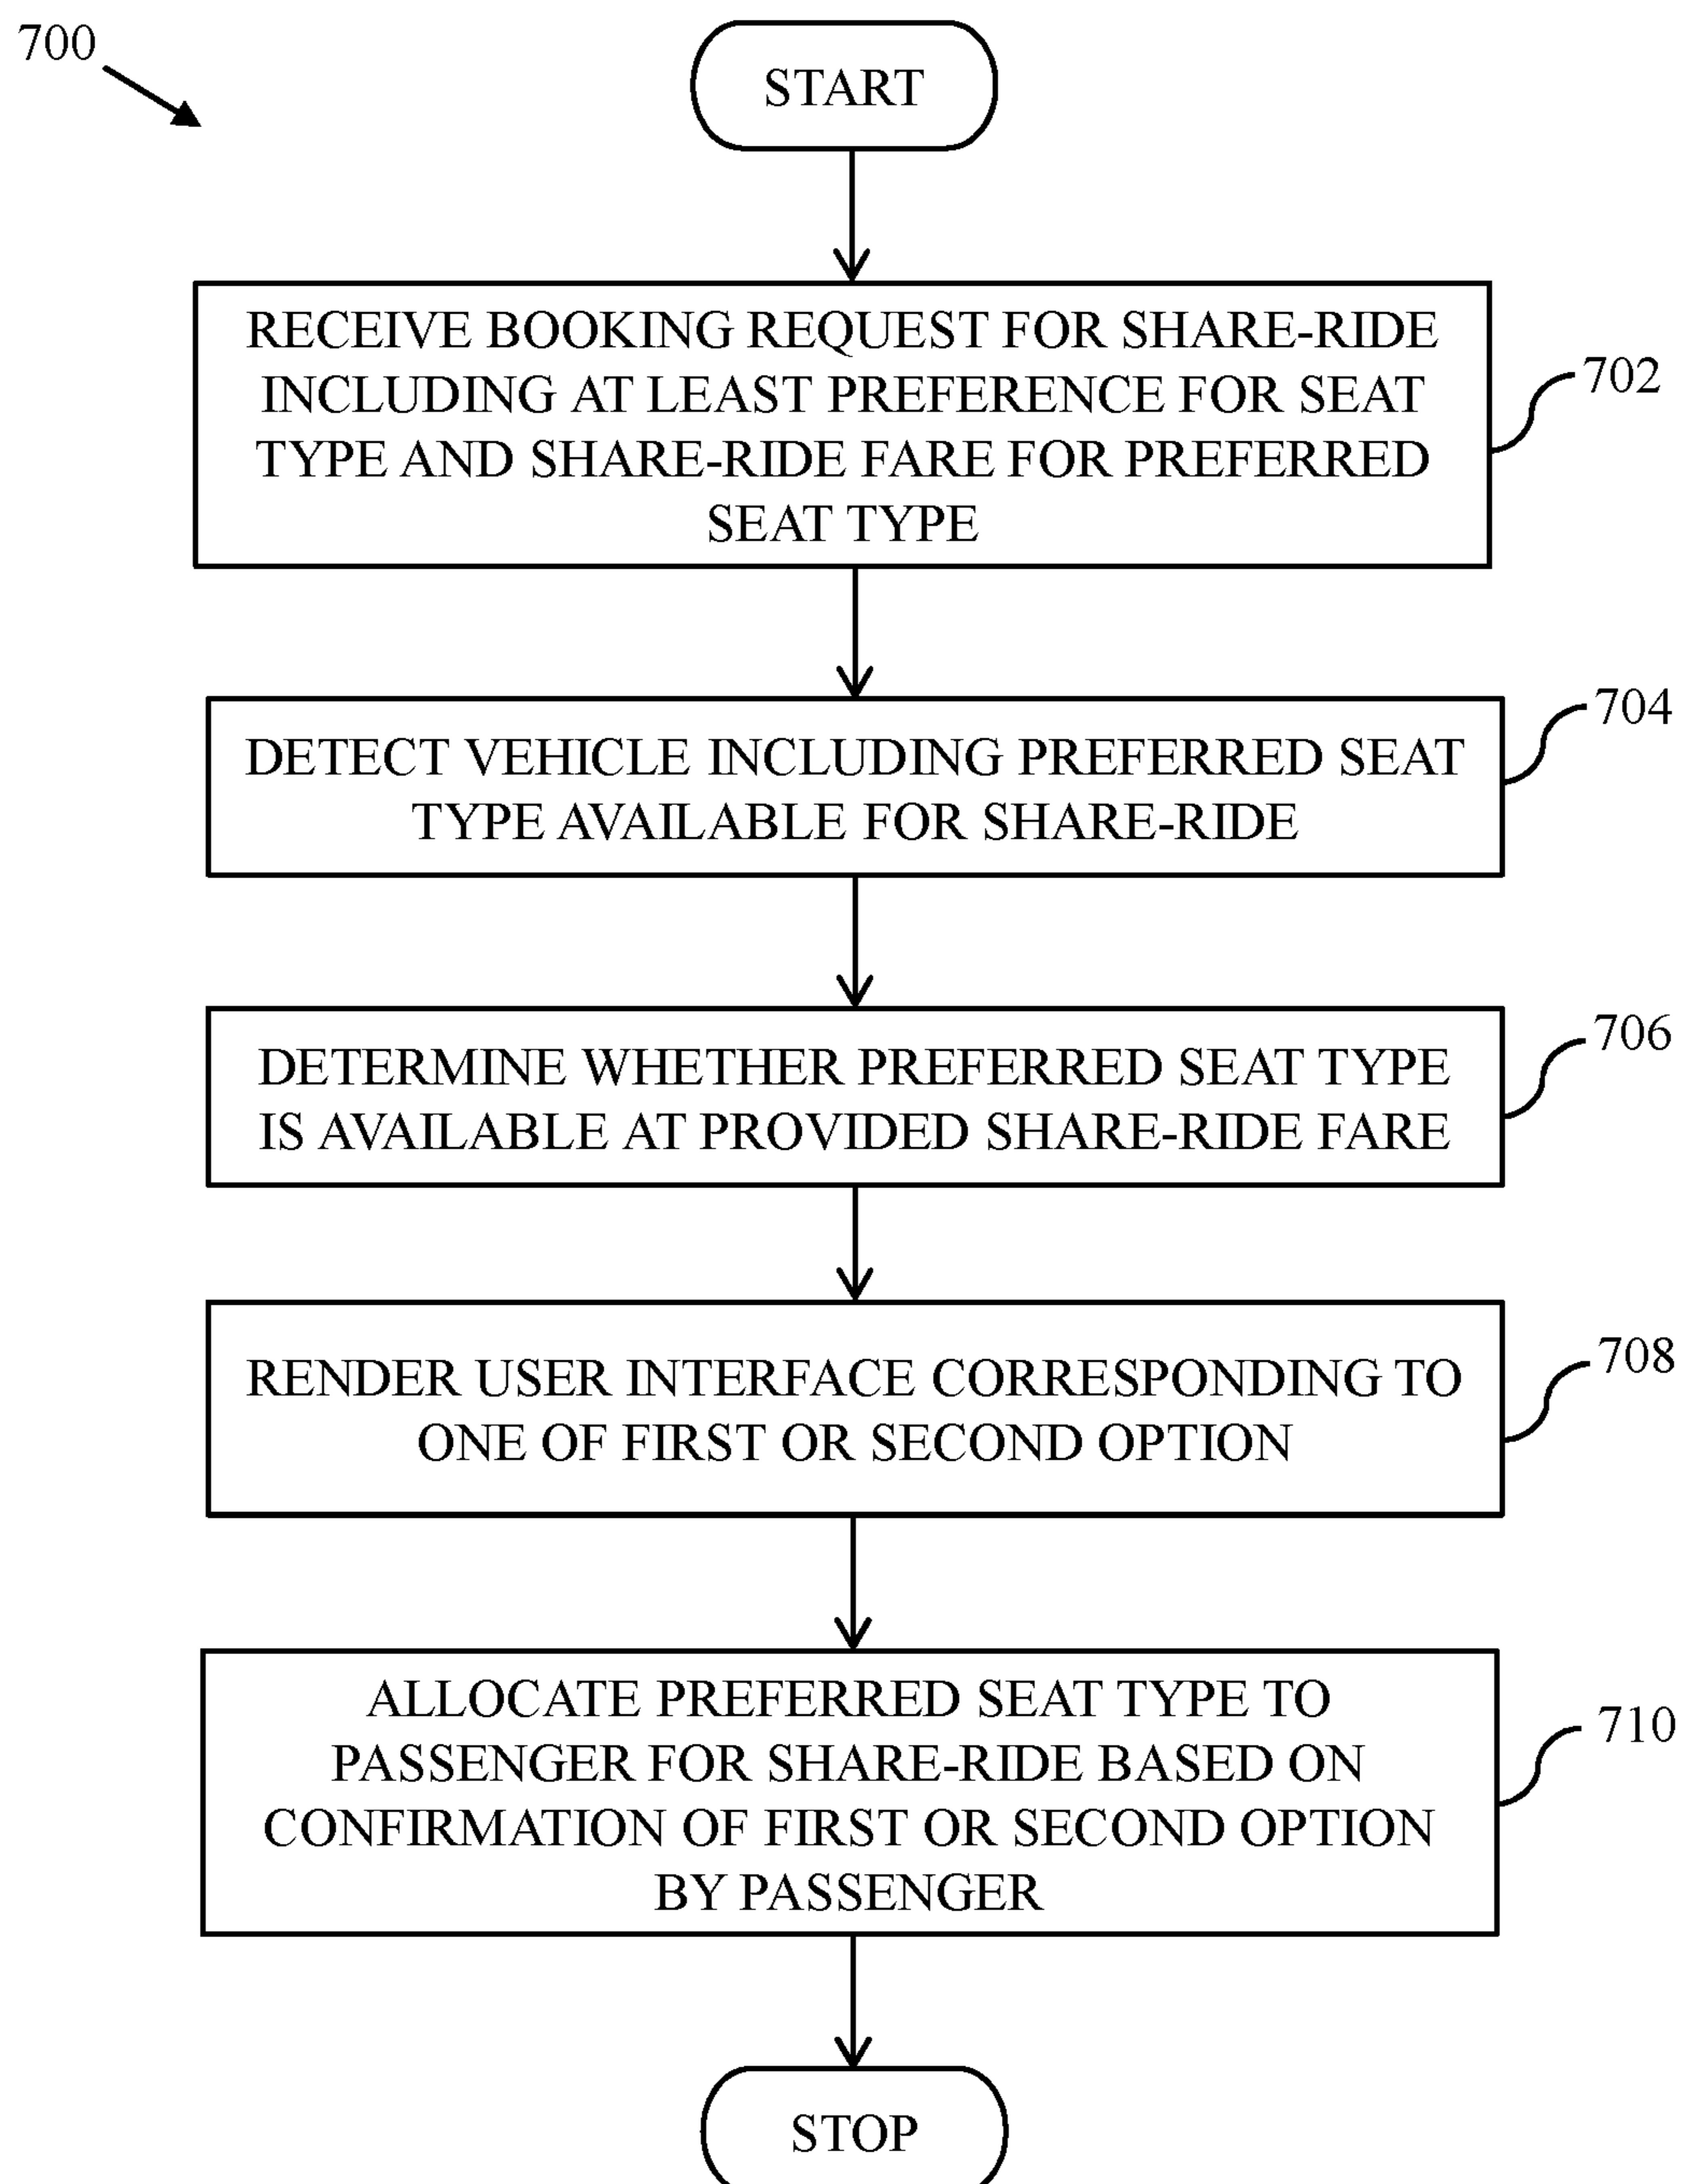 700
START
RECEIVE BOOKING REQUEST FOR SHARE-RIDE
INCLUDING AT LEAST PREFERENCE FOR SEAT
TYPE AND SHARE-RIDE FARE FOR PREFERRED
SEAT TYPE
702
DETECT VEHICLE INCLUDING PREFERRED SEAT
TYPE AVAILABLE FOR SHARE-RIDE
704
DETERMINE WHETHER PREFERRED SEAT TYPE
IS AVAILABLE AT PROVIDED SHARE-RIDE FARE
706
RENDER USER INTERFACE CORRESPONDING TO
ONE OF FIRST OR SECOND OPTION
708
ALLOCATE PREFERRED SEAT TYPE TO
PASSENGER FOR SHARE-RIDE BASED ON
CONFIRMATION OF FIRST OR SECOND OPTION
BY PASSENGER
710
STOP